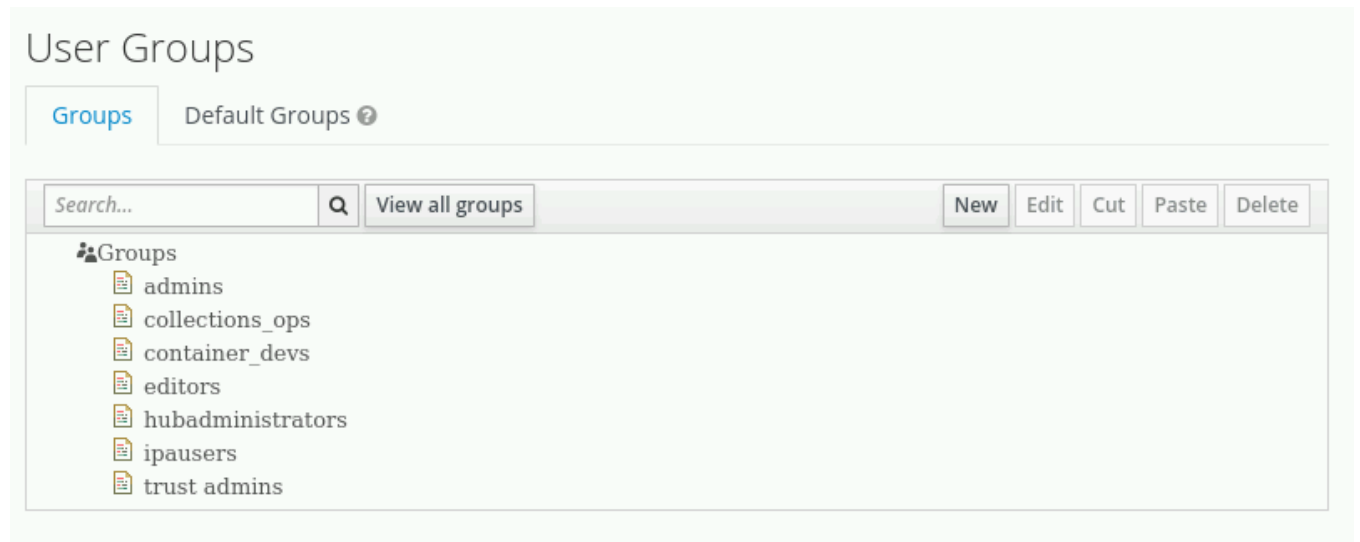 User Groups
Groups Default Groups ?
Search... View all groups New Edit Cut Paste Delete
Groups
admins
collections_ops
container_devs
editors
hubadministrators
ipausers
trust admins